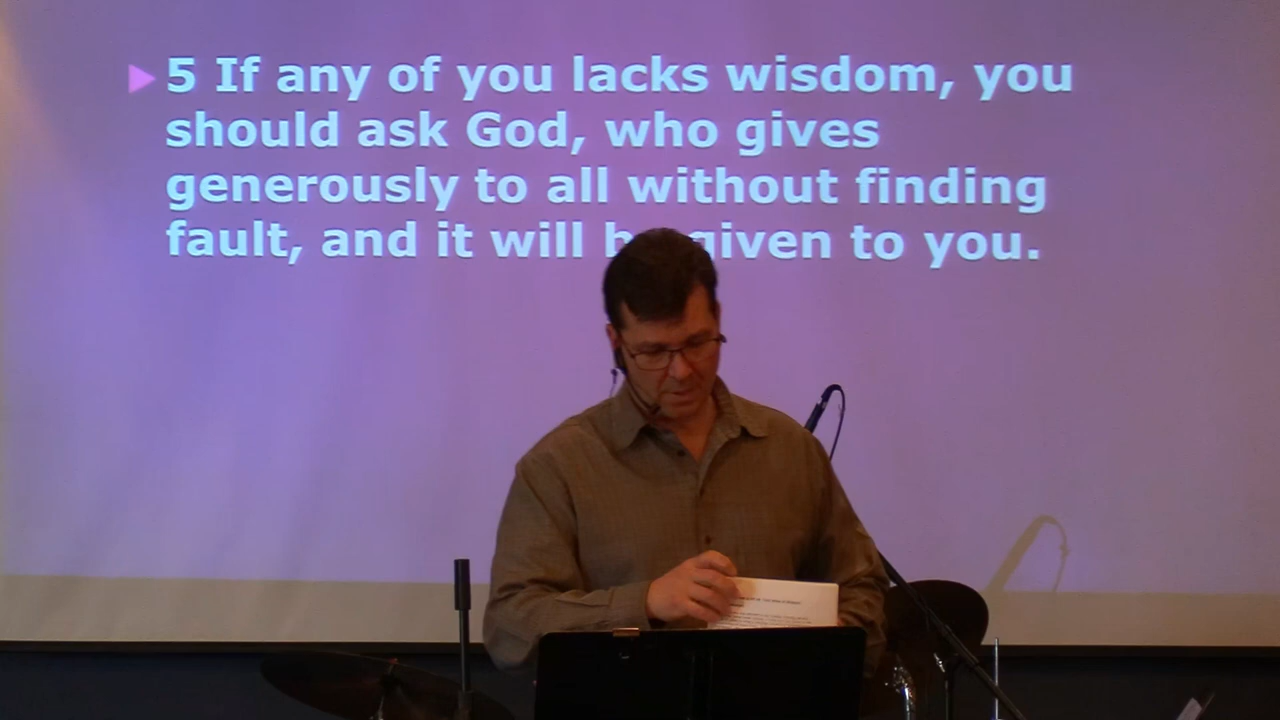 5 If any of you lacks wisdom, you
should ask God, who gives
generously to all without finding
fault, and it will given to you.